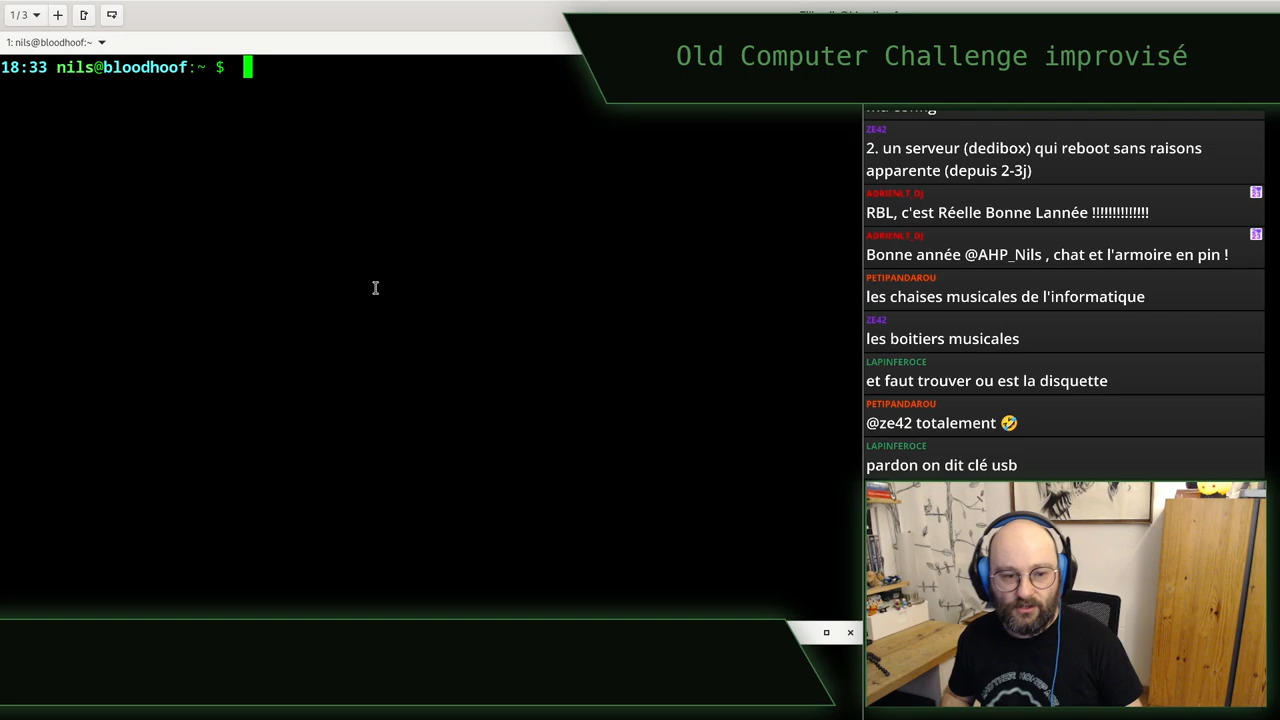 1 / 3
1: nils@bloodhoof:~
18:33 nils@bloodhoof:~ $
Old Computer Challenge improvisé
ZE42
2. un serveur (dedibox) qui reboot sans raisons
apparente (depuis 2-3j)
ADRIENLT_DJ
RBL, c'est Réelle Bonne Lannée !!!!!!!!!!!!!!
ADRIENLT_DJ
Bonne année @AHP_Nils , chat et l'armoire en pin !
PETIPANDAROU
les chaises musicales de l'informatique
ZE42
les boitiers musicales
LAPINFEROCE
et faut trouver ou est la disquette
PETIPANDAROU
@ze42 totalement 🤣
LAPINFEROCE
pardon on dit clé usb